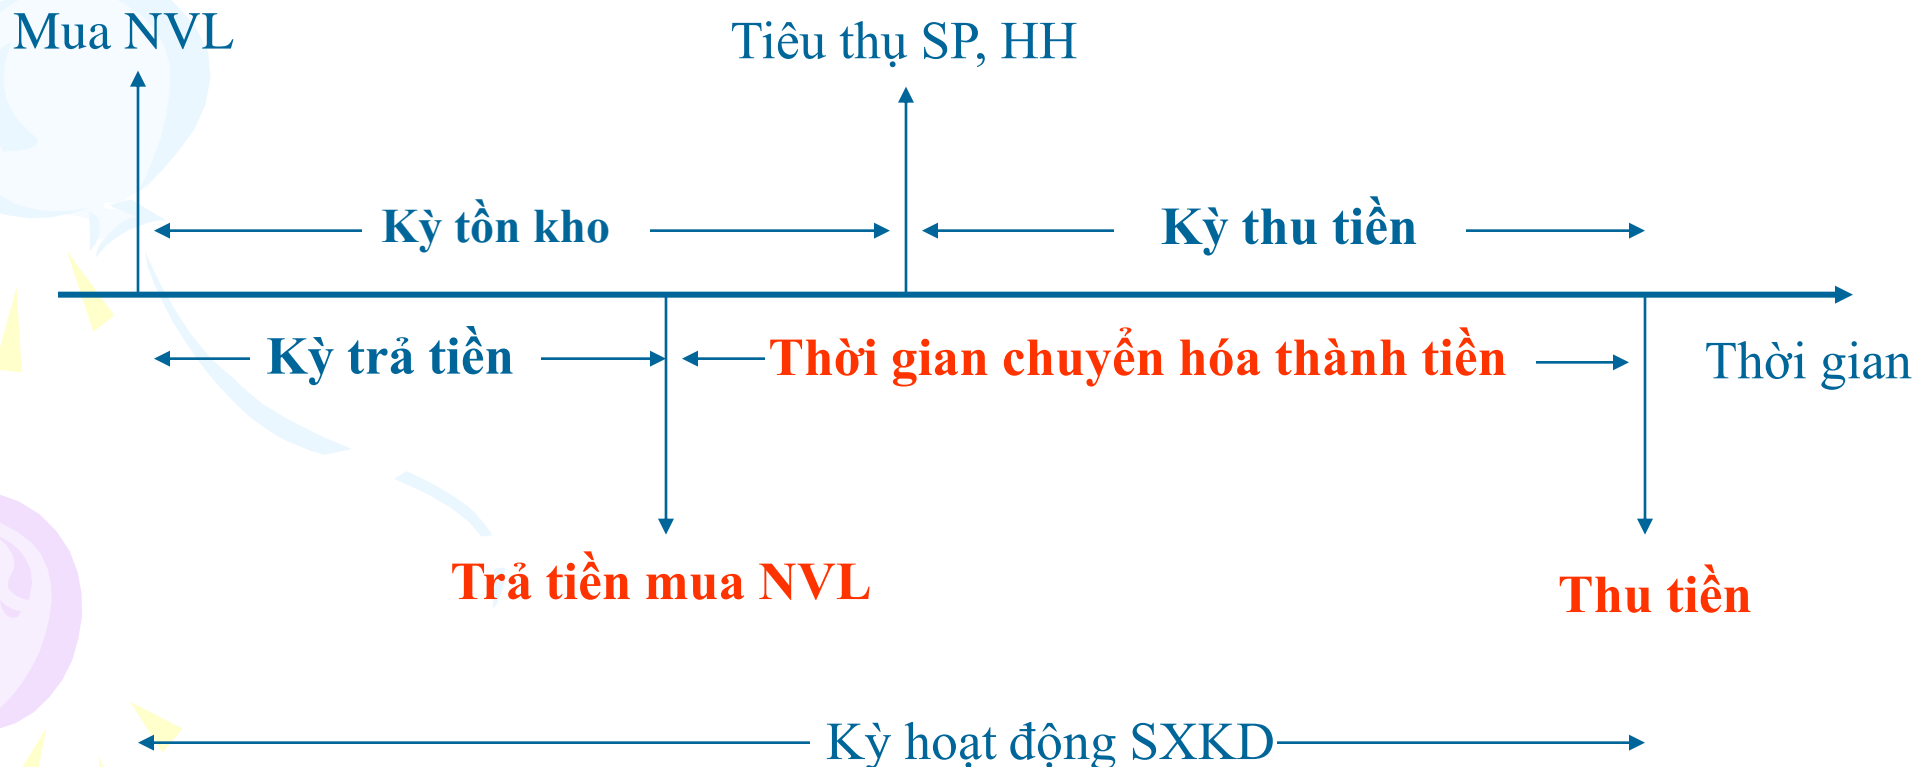 Mua NVL
Tiêu thụ SP, HH
Kỳ tồn kho
Kỳ thu tiền
Kỳ trả tiền
Thời gian chuyển hóa thành tiền
Thời gian
Trả tiền mua NVL
Thu tiền
Kỳ hoạt động SXKD